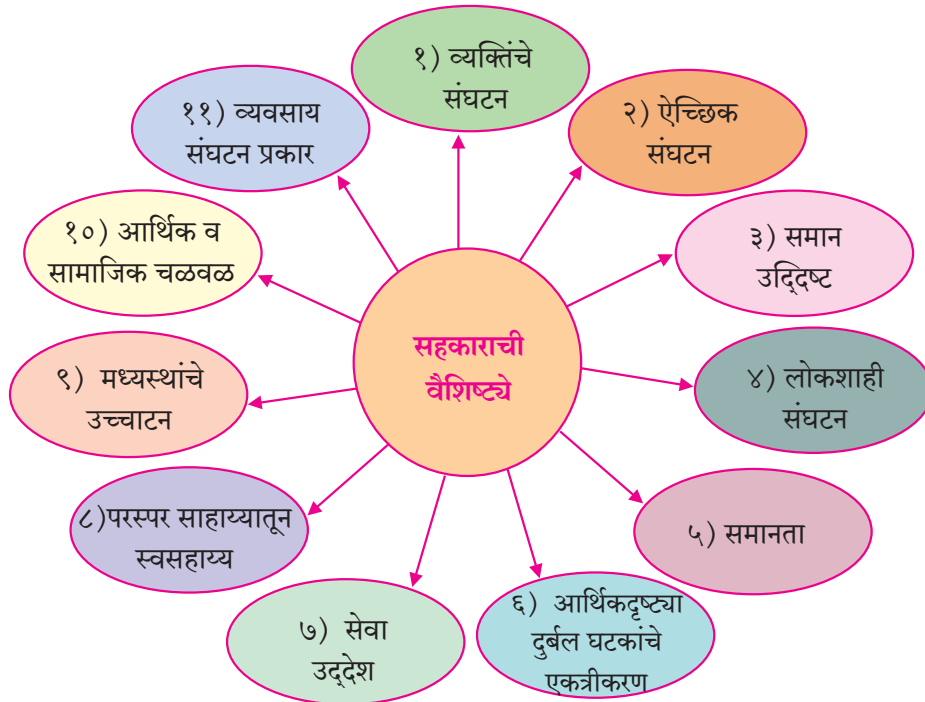 सहकाराची
वैशिष्ट्ये
१) व्यक्तिंचे
संघटन
२) ऐच्छिक
संघटन
३) समान
उद्‌दिष्ट
४) लोकशाही
संघटन
५) समानता
६) आर्थिकदृष्ट्या
दुर्बल घटकांचे
एकत्रीकरण
७) सेवा
उद्‌देश
८)परस्पर साहाय्यातून
स्वसहाय्य
९) मध्यस्थांचे
उच्चाटन
१०) आर्थिक व
सामाजिक चळवळ
११) व्यवसाय
संघटन प्रकार